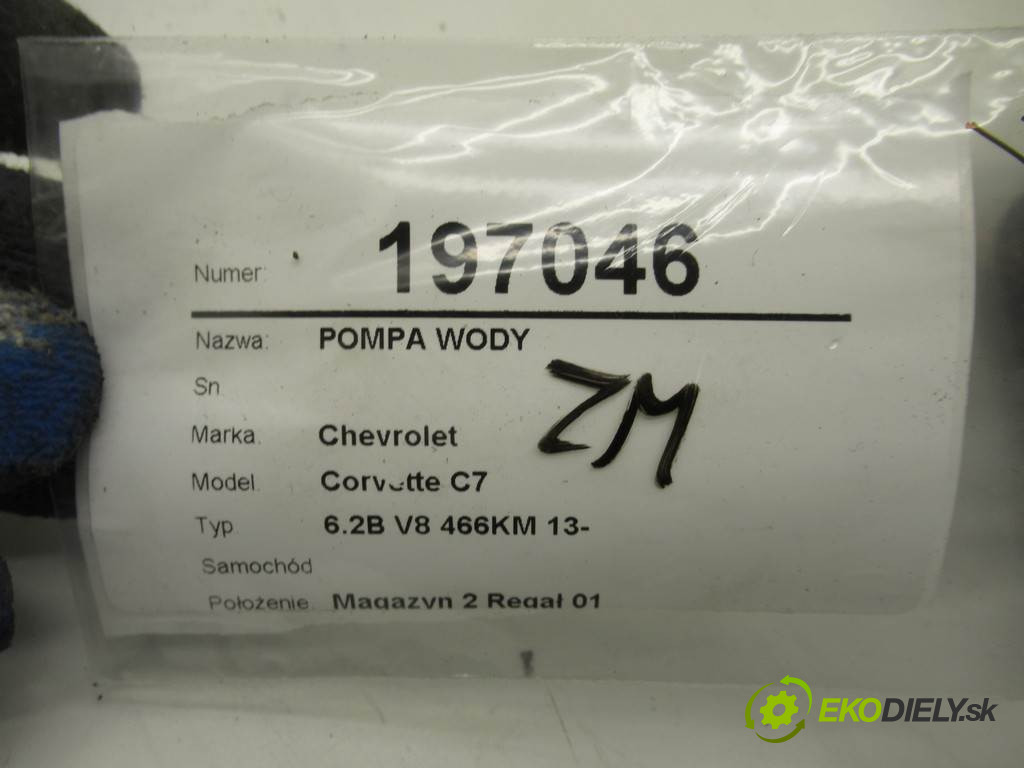 Numer: 197046
Nazwa: POMPA WODY
Sn
ZM
Marka. Chevrolet
Model. Corvette C7
Typ 6.2B V8 466KM 13-
Samochód
Położenie. Magazyn 2 Regał 01
EKODIELY.sk